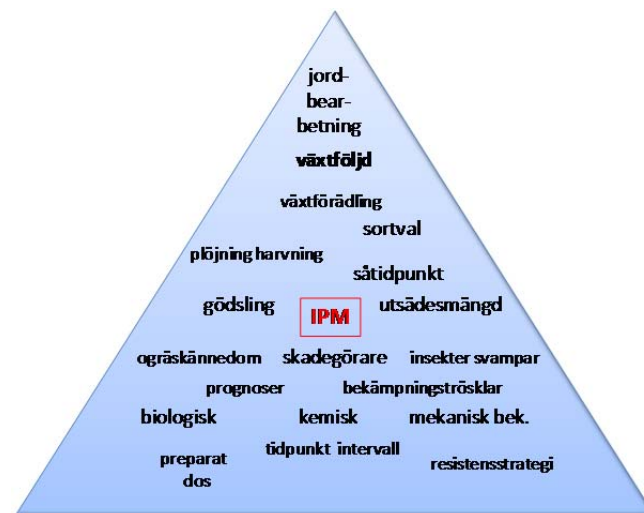 jord-
bear-
betning
växtföljd
växtförädling
sortval
plöjning harvning
såtidpunkt
gödsling IPM utsädesmängd
ogräskännedom skadegörare insekter svampar
prognoser bekämpningströsklar
biologisk kemisk mekanisk bek.
tidpunkt intervall
preparat resistensstrategi
dos